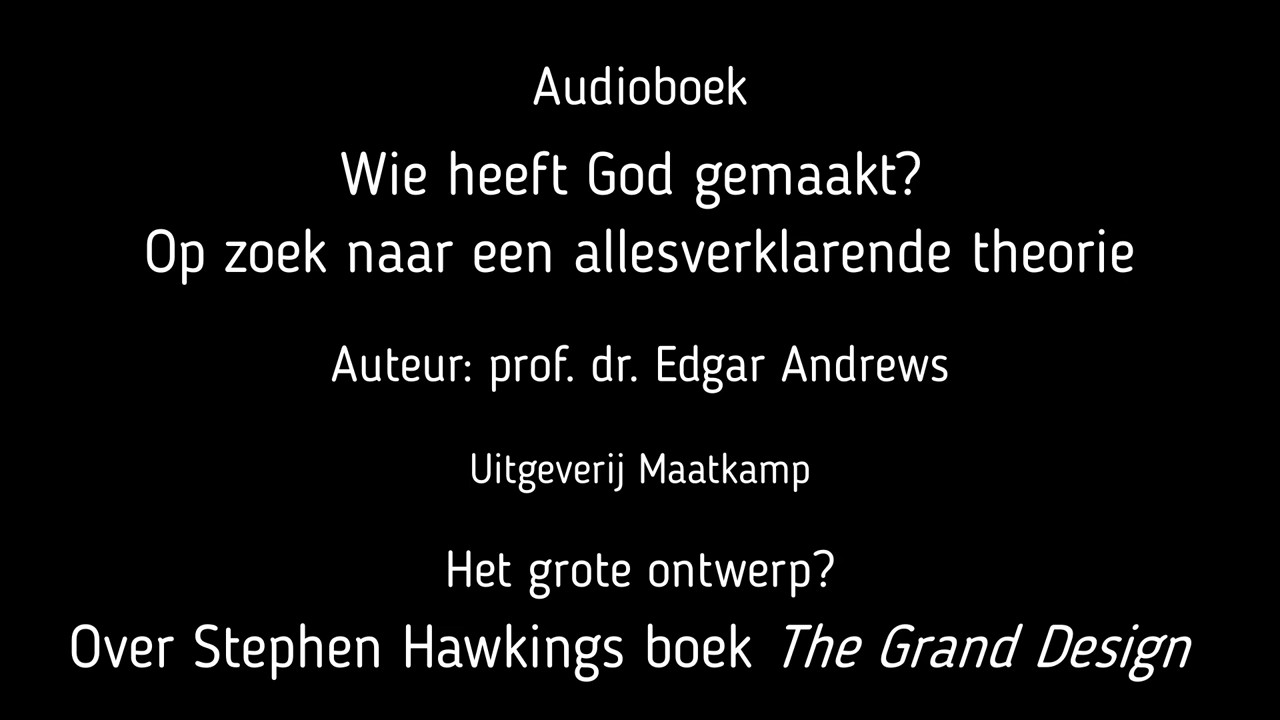 Audioboek
Wie heeft God gemaakt?
Op zoek naar een allesverklarende theorie
Auteur: prof. dr. Edgar Andrews
Uitgeverij Maatkamp
Het grote ontwerp?
Over Stephen Hawkings boek The Grand Design